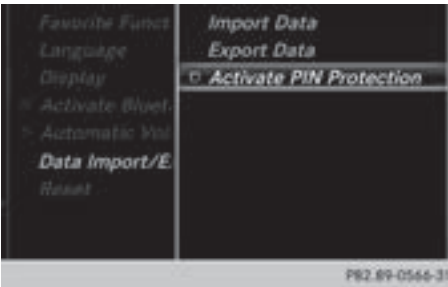 Favorite Funct
Language
Display
Activate Bluet
Automatic Vol
Data Import/E
Reset
Import Data
Export Data
Activate PIN Protection
P82.89-0566-31